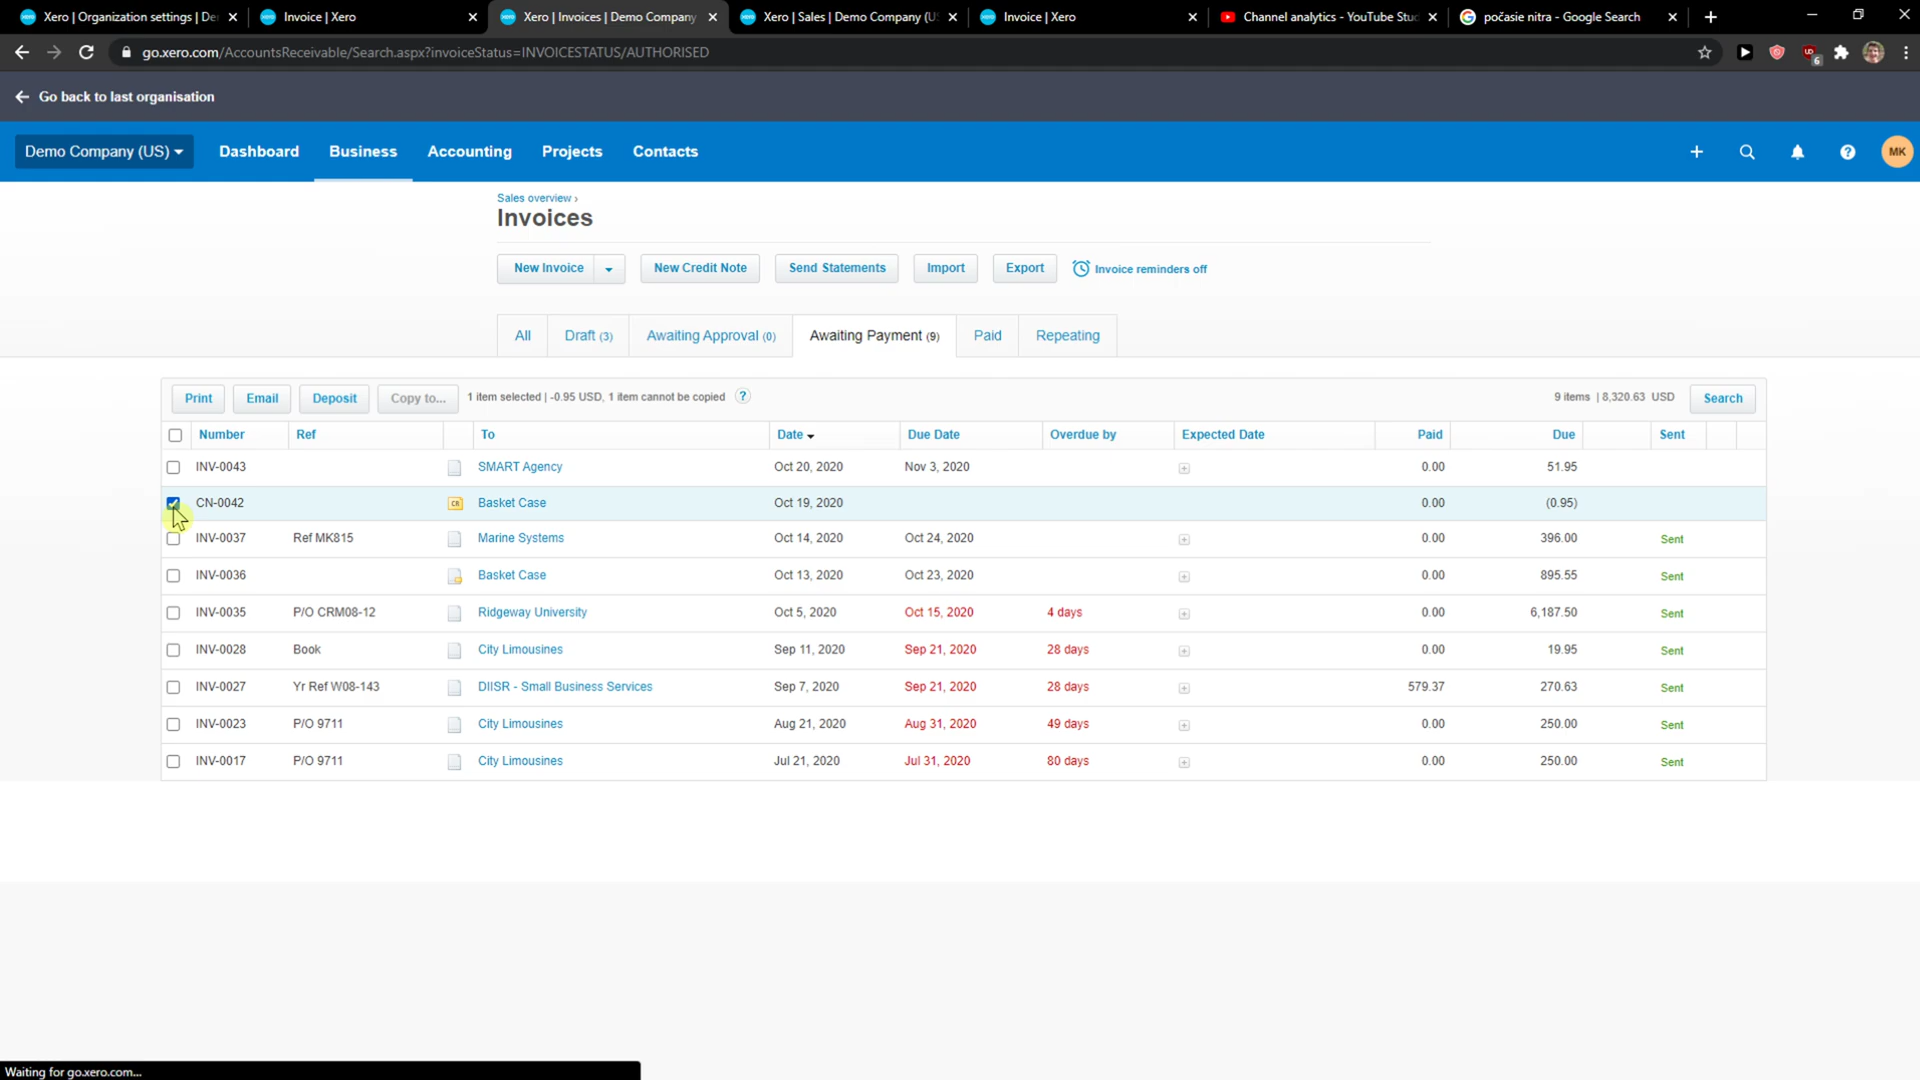 Xero | Organization settings | De
Invoice | Xero
Xero | Invoices | Demo Company
Xero | Sales | Demo Company (U
Invoice | Xero
Channel analytics - YouTube Stu
počasie nitra - Google Search
go.xero.com/AccountsReceivable/Search.aspx?invoiceStatus=INVOICESTATUS/AUTHORISED
6
Go back to last organisation
Demo Company (US)
Dashboard
Business
Accounting
Projects
Contacts
MK
Sales overview ›
Invoices
New Invoice
New Credit Note
Send Statements
Import
Export
Invoice reminders off
All
Draft (3)
Awaiting Approval (0)
Awaiting Payment (9)
Paid
Repeating
Print
Email
Deposit
Copy to...
1 item selected | -0.95 USD, 1 item cannot be copied ?
9 items | 8,320.63 USD
Search
Number Ref To Date Due Date Overdue by Expected Date Paid Due Sent
INV-0043 SMART Agency Oct 20, 2020 Nov 3, 2020 0.00 51.95
CN-0042 CR Basket Case Oct 19, 2020 0.00 (0.95)
INV-0037 Ref MK815 Marine Systems Oct 14, 2020 Oct 24, 2020 0.00 396.00 Sent
INV-0036 Basket Case Oct 13, 2020 Oct 23, 2020 0.00 895.55 Sent
INV-0035 P/O CRM08-12 Ridgeway University Oct 5, 2020 Oct 15, 2020 4 days 0.00 6,187.50 Sent
INV-0028 Book City Limousines Sep 11, 2020 Sep 21, 2020 28 days 0.00 19.95 Sent
INV-0027 Yr Ref W08-143 DIISR - Small Business Services Sep 7, 2020 Sep 21, 2020 28 days 579.37 270.63 Sent
INV-0023 P/O 9711 City Limousines Aug 21, 2020 Aug 31, 2020 49 days 0.00 250.00 Sent
INV-0017 P/O 9711 City Limousines Jul 21, 2020 Jul 31, 2020 80 days 0.00 250.00 Sent
Waiting for go.xero.com...